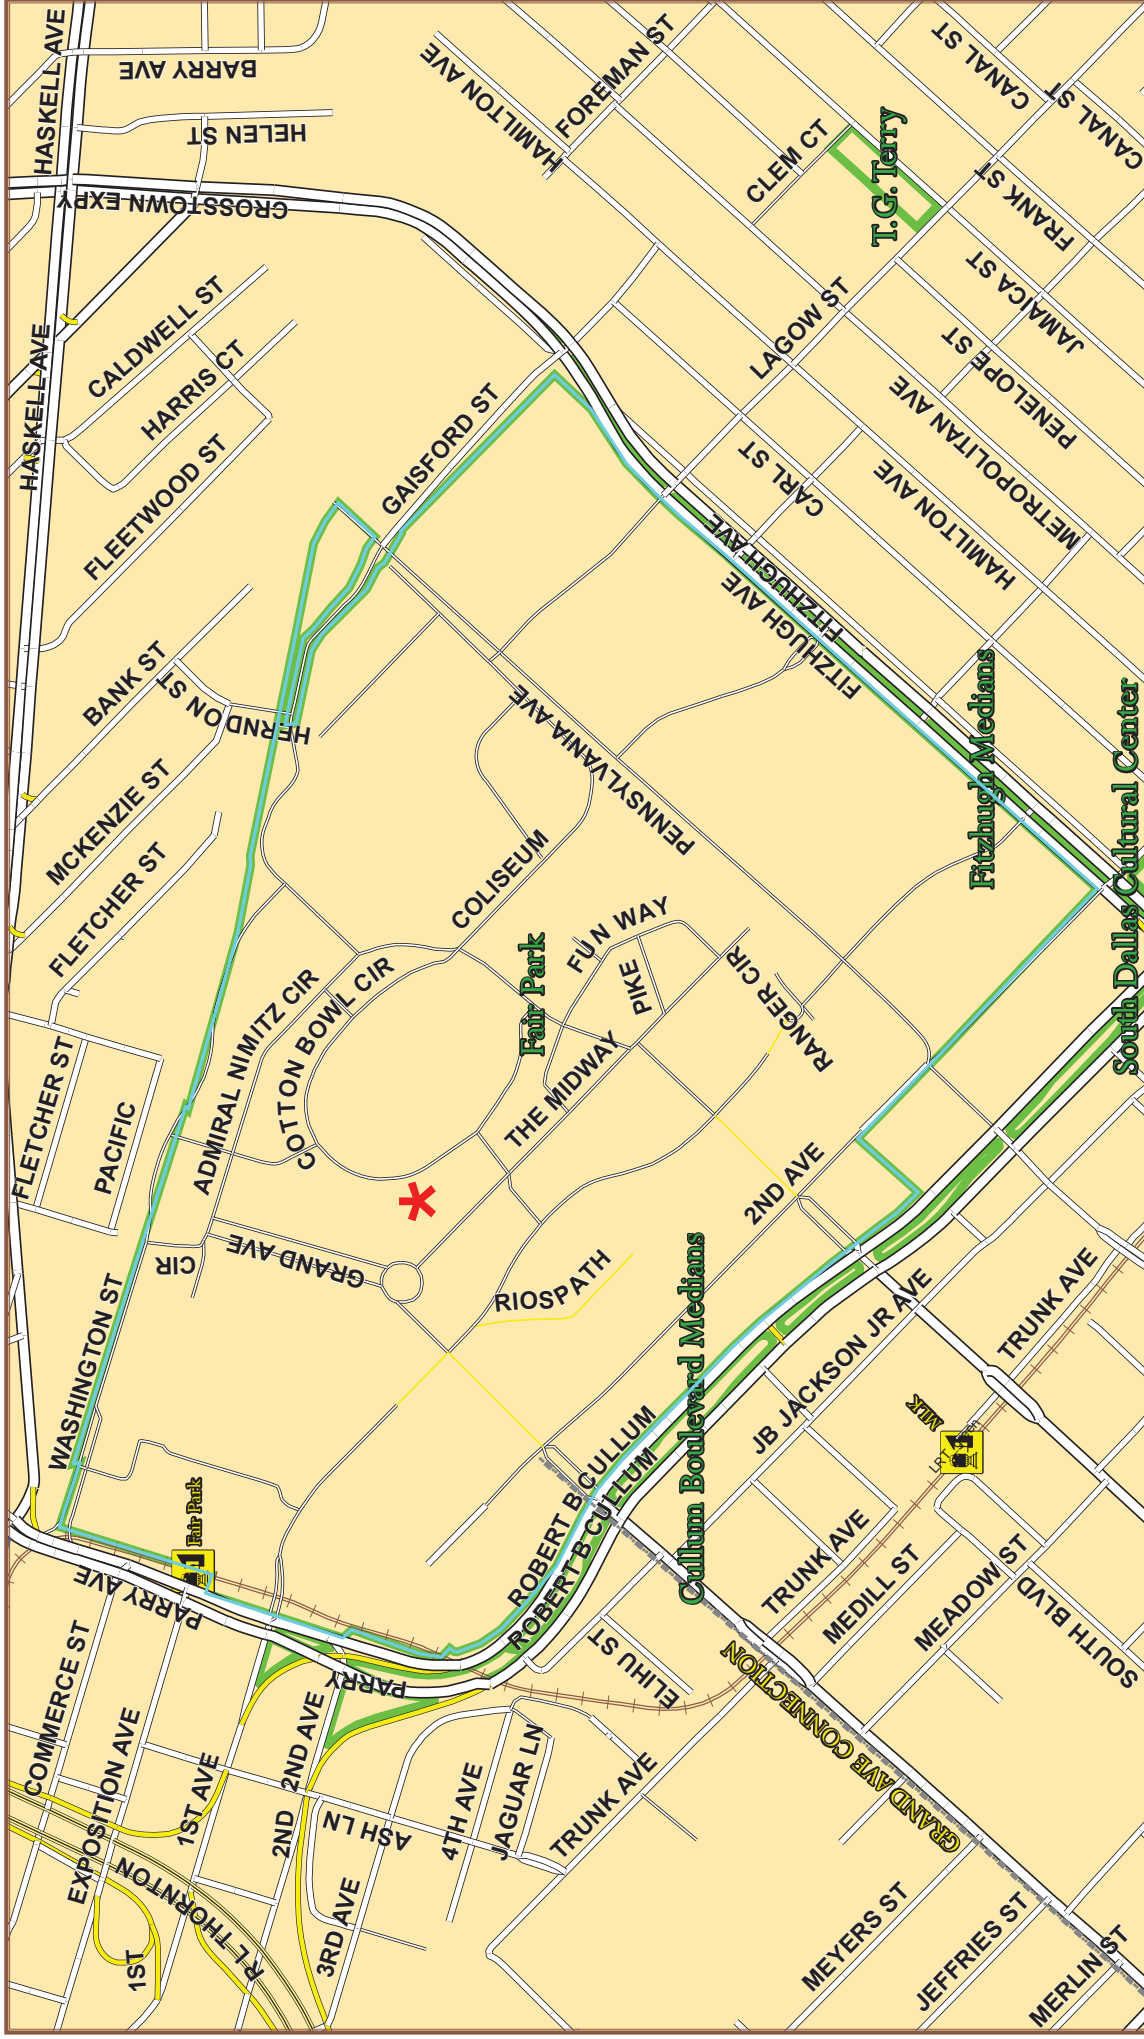 HASKELL AVE
BARRY AVE
HAMILTON AVE
FOREMAN ST
CANAL ST
CANAL ST
HELEN ST
CLEM CT
T.G. Terry
CROSSTOWN EXPY
FRANK ST
CALDWELL ST
HASKELL AVE
HARRIS CT
LAGOW ST
JAMAICA ST
PENELOPE ST
GAISFORD ST
FLEETWOOD ST
METROPOLITAN AVE
CARL ST
HAMILTON AVE
FITZHUGH AVE
FITZHUGH AVE
BANK ST
HERNDON ST
PENNSYLVANIA AVE
Fitzhugh Medians
South Dallas Cultural Center
MCKENZIE ST
FLETCHER ST
COLISEUM
FUN WAY
PIKE
Fair Park
RANGER CIR
ADMIRAL NIMITZ CIR
COTTON BOWL CIR
THE MIDWAY
FLETCHER ST
PACIFIC
2ND AVE
CIR
GRAND AVE
RIOSPATH
Cullum Boulevard Medians
TRUNK AVE
JB JACKSON JR AVE
WASHINGTON ST
MLK
Fair Park
ROBERT B CULLUM
ROBERT B CULLUM
TRUNK AVE
MEDILL ST
MEADOW ST
SOUTH BLVD
PARRY AVE
PARRY
ELIHU ST
GRAND AVE CONNECTION
COMMERCE ST
EXPOSITION AVE
1ST AVE
2ND AVE
2ND
ASH LN
4TH AVE
JAGUAR LN
TRUNK AVE
R L THORNTON
1ST
3RD AVE
MEYERS ST
JEFFRIES ST
MERLIN ST